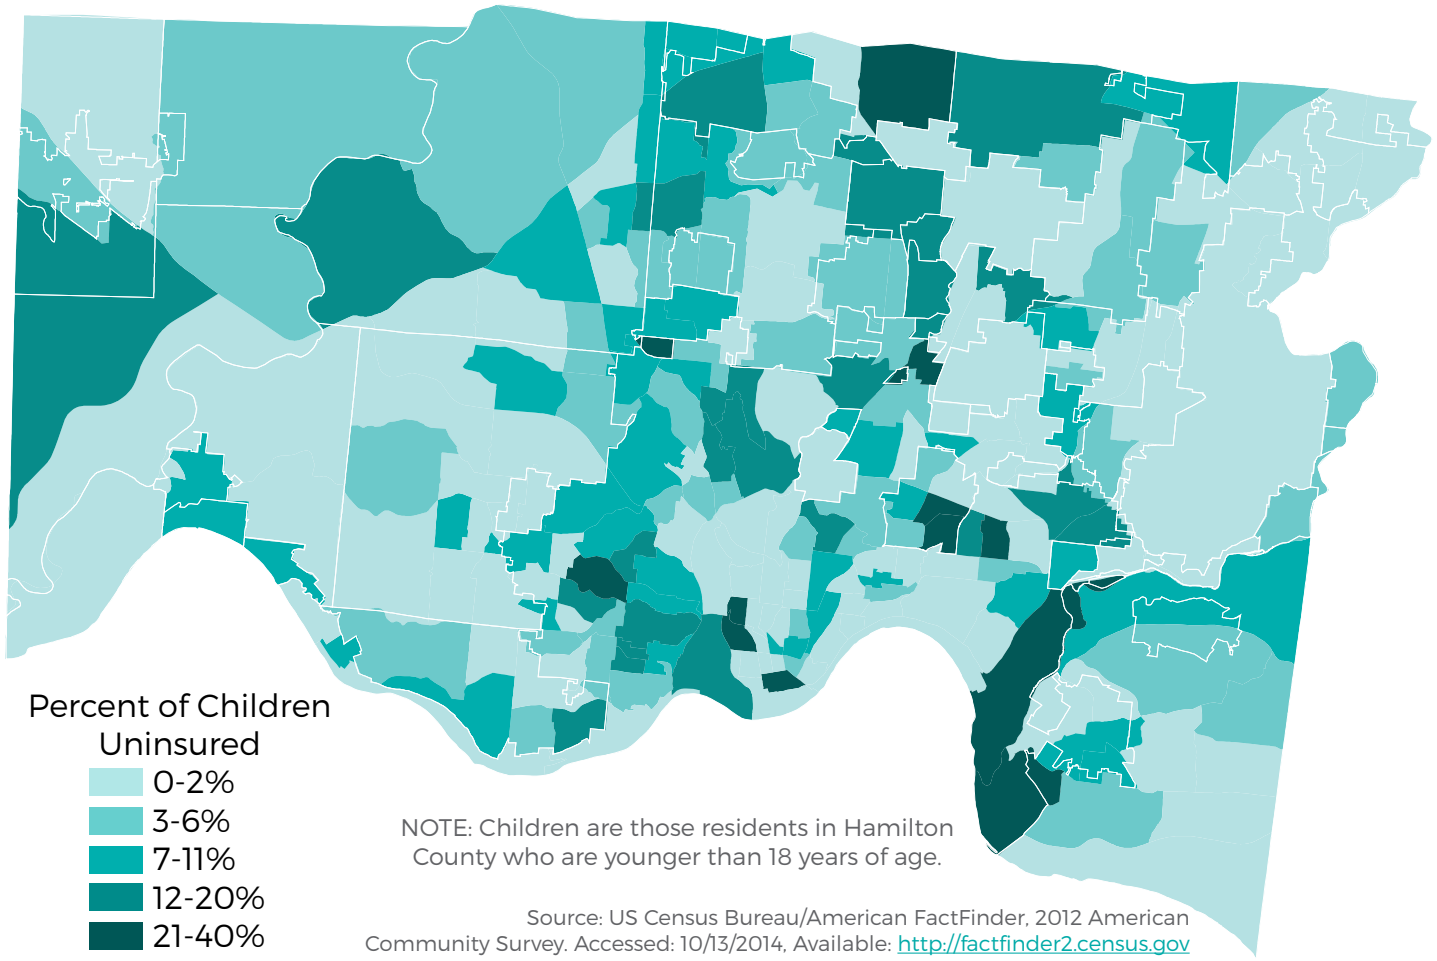 Percent of Children
Uninsured
0-2%
3-6%
7-11%
12-20%
21-40%
NOTE: Children are those residents in Hamilton
County who are younger than 18 years of age.
Source: US Census Bureau/American FactFinder, 2012 American
Community Survey. Accessed: 10/13/2014, Available: http://factfinder2.census.gov